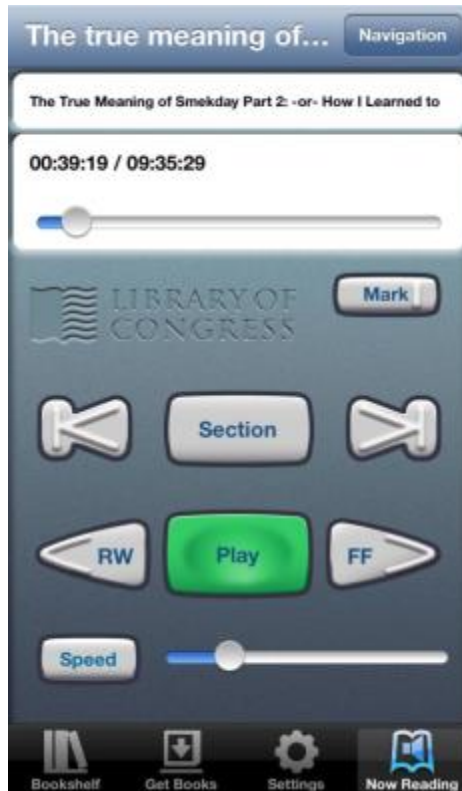 The true meaning of...
Navigation
The True Meaning of Smekday Part 2: -or- How I Learned to
00:39:19 / 09:35:29
LIBRARY OF
CONGRESS
Mark
Section
RW
Play
FF
Speed
Bookshelf
Get Books
Settings
Now Reading